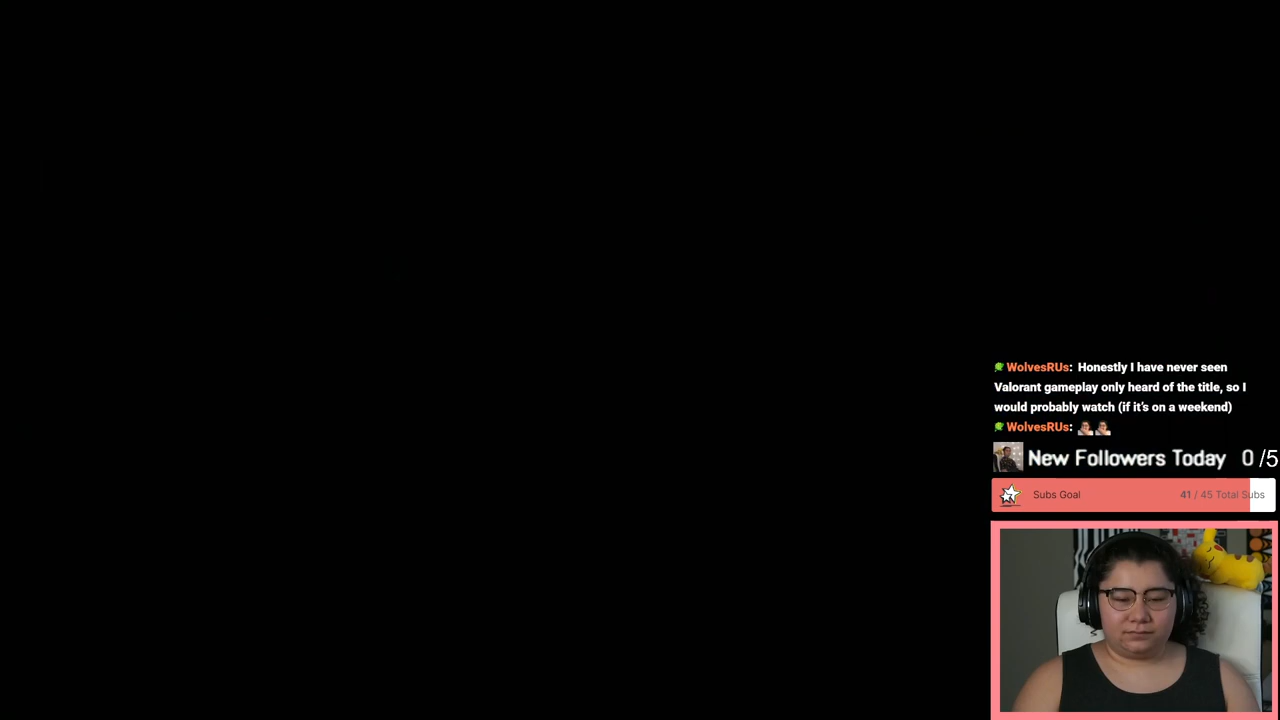 WolvesRUs: Honestly I have never seen
Valorant gameplay only heard of the title, so I
would probably watch (if it's on a weekend)
WolvesRUs:
New Followers Today 0 /5
Subs Goal 41 / 45 Total Subs